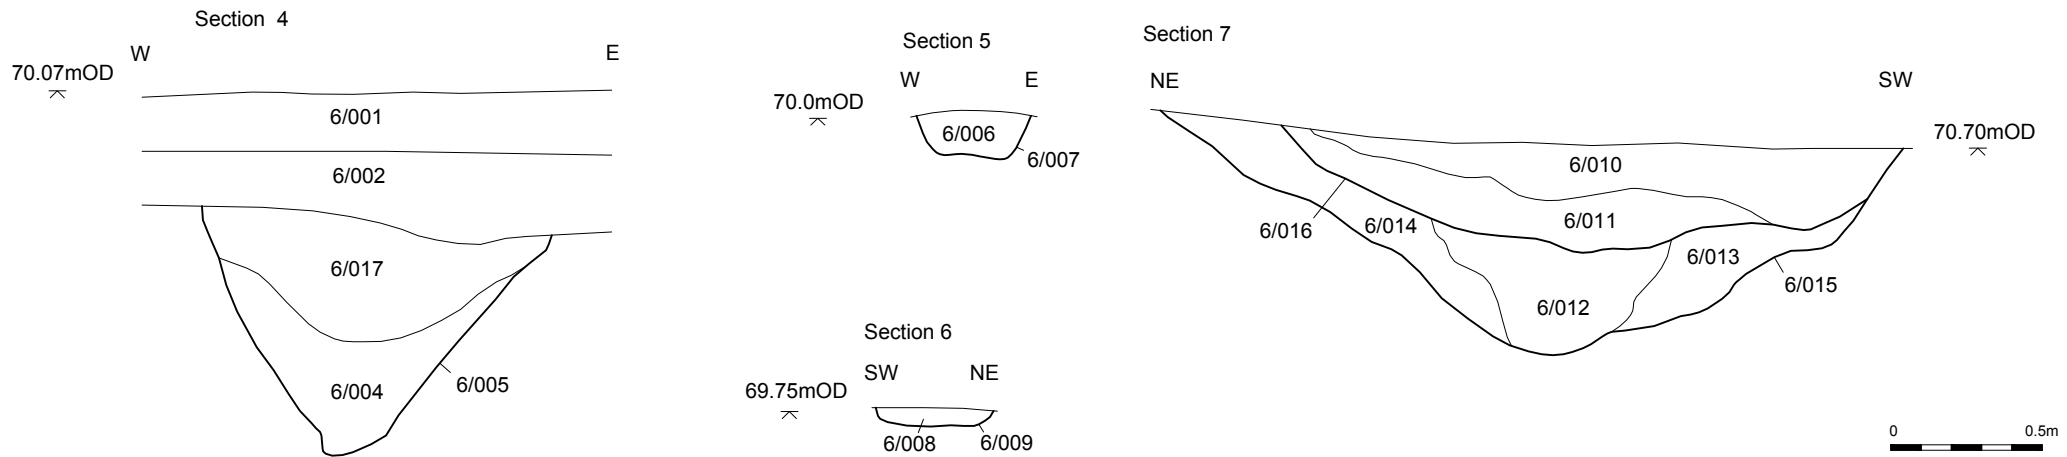 Section 4
W
E
70.07mOD
6/001
6/002
6/017
6/004
6/005
Section 5
W
E
70.0mOD
6/006
6/007
Section 6
SW
NE
69.75mOD
6/008
6/009
Section 7
NE
SW
70.70mOD
6/010
6/011
6/016
6/014
6/013
6/015
6/012
0
0.5m